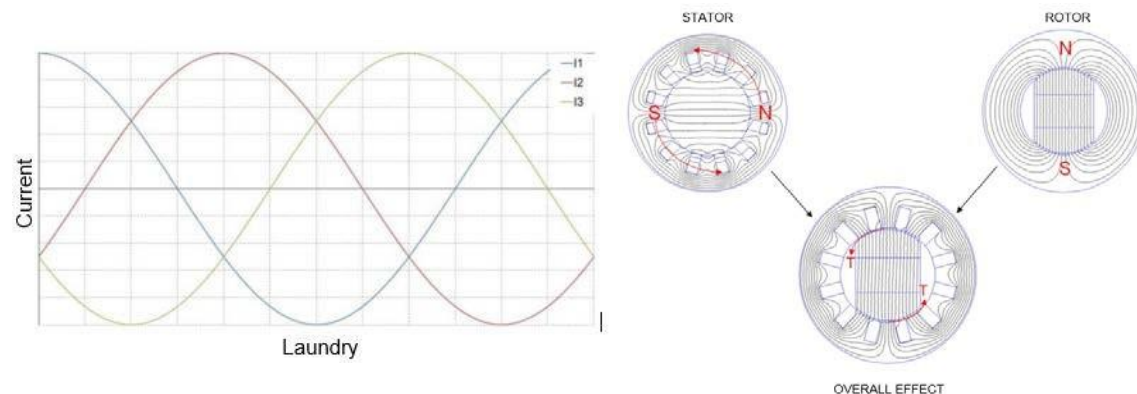 Current
I1
I2
I3
Laundry
STATOR
S
N
ROTOR
N
S
T
T
OVERALL EFFECT